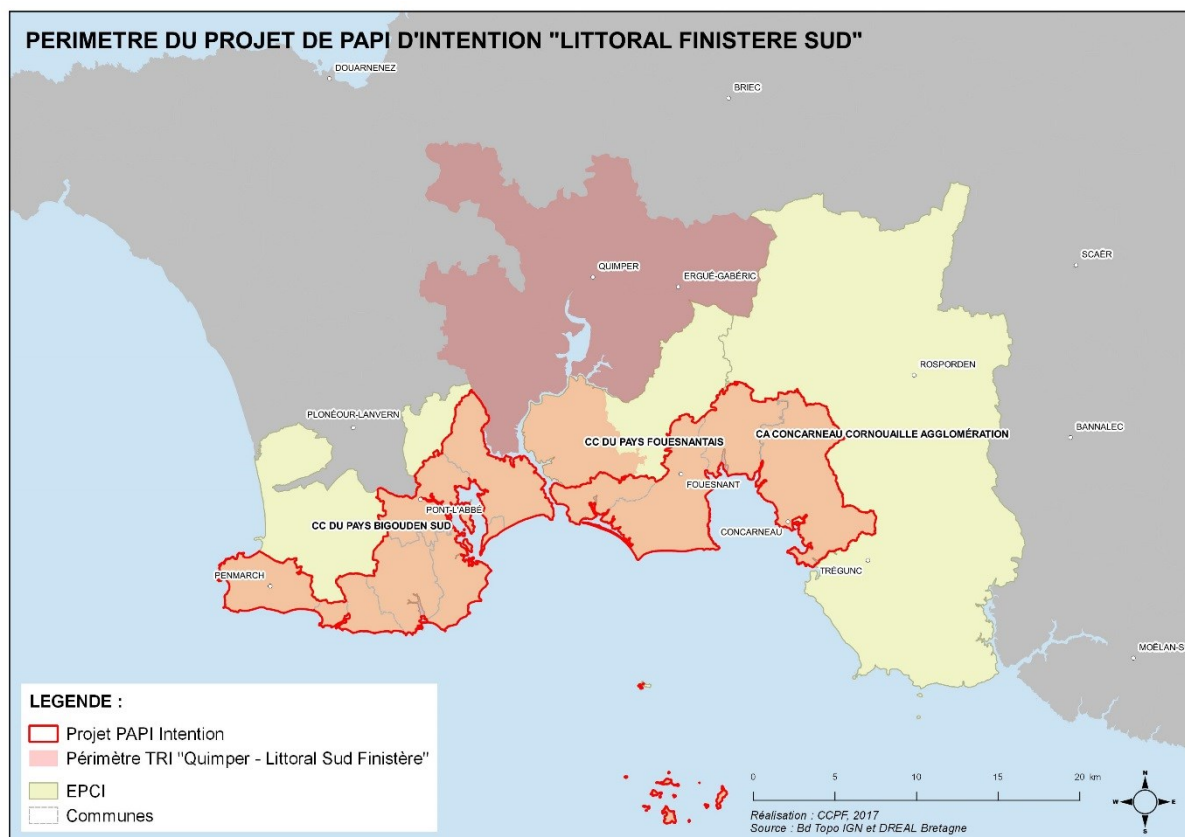 PERIMETRE DU PROJET DE PAPI D'INTENTION "LITTORAL FINISTERE SUD"
DOUARNENEZ
BRIEC
SCAËR
QUIMPER
ERGUÉ-GABÉRIC
ROSPORDEN
PLONÉOUR-LANVERN
BANNALEC
CC DU PAYS FOUESNANTAIS
CA CONCARNEAU CORNOUAILLE AGGLOMÉRATION
FOUESNANT
PONT-L'ABBÉ
CC DU PAYS BIGOUDEN SUD
CONCARNEAU
TRÉGUNC
PENMARCH
MOËLAN-S
LEGENDE :
Projet PAPI Intention
Périmètre TRI "Quimper - Littoral Sud Finistère"
EPCI
Communes
0 5 10 15 20 km
N
W E
S
Réalisation : CCPF, 2017
Source : Bd Topo IGN et DREAL Bretagne